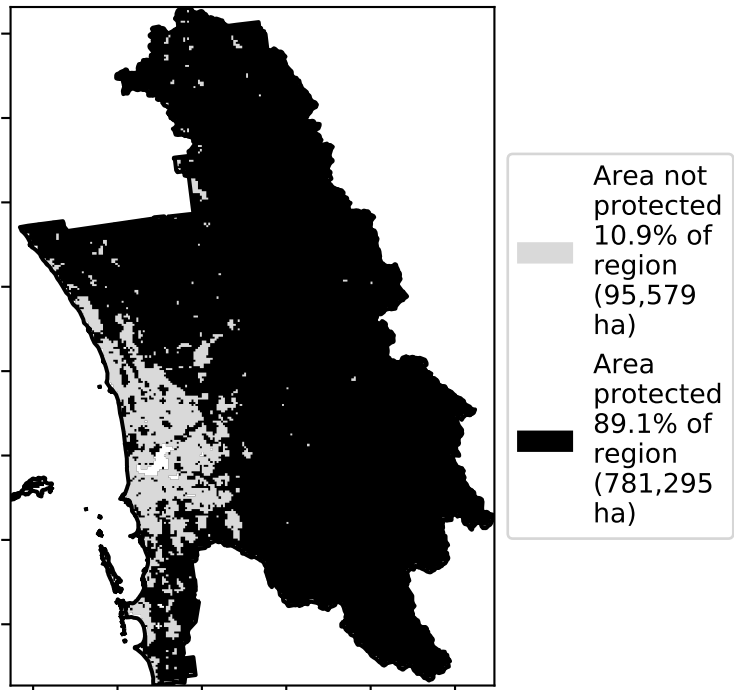 Area not
protected
10.9% of
region
(95,579
ha)
Area
protected
89.1% of
region
(781,295
ha)